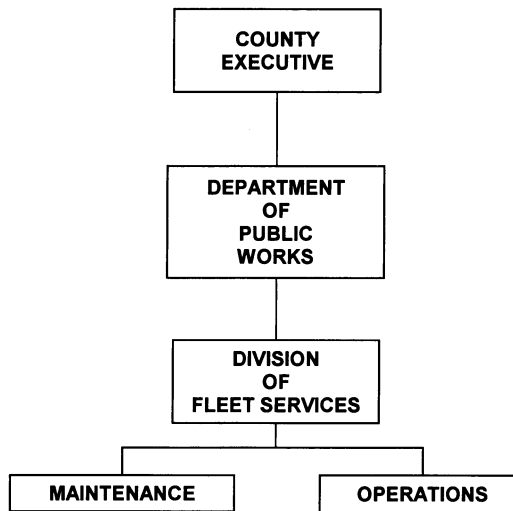 COUNTY
EXECUTIVE
DEPARTMENT
OF
PUBLIC
WORKS
DIVISION
OF
FLEET SERVICES
MAINTENANCE
OPERATIONS